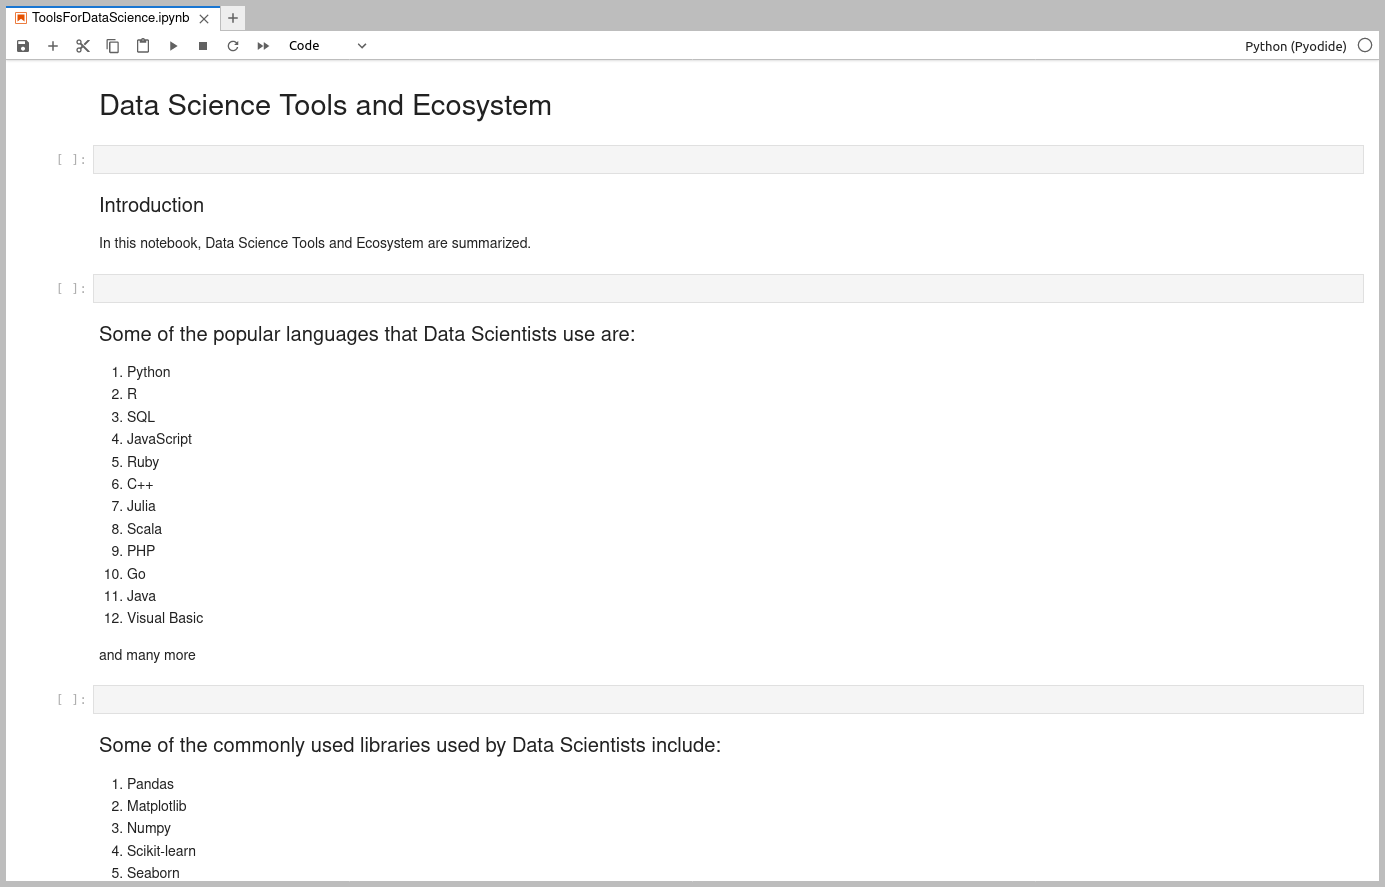 ToolsForDataScience.ipynb
Code
Python (Pyodide)
Data Science Tools and Ecosystem
[ ]:
Introduction
In this notebook, Data Science Tools and Ecosystem are summarized.
[ ]:
Some of the popular languages that Data Scientists use are:
1. Python
2. R
3. SQL
4. JavaScript
5. Ruby
6. C++
7. Julia
8. Scala
9. PHP
10. Go
11. Java
12. Visual Basic
and many more
[ ]:
Some of the commonly used libraries used by Data Scientists include:
1. Pandas
2. Matplotlib
3. Numpy
4. Scikit-learn
5. Seaborn